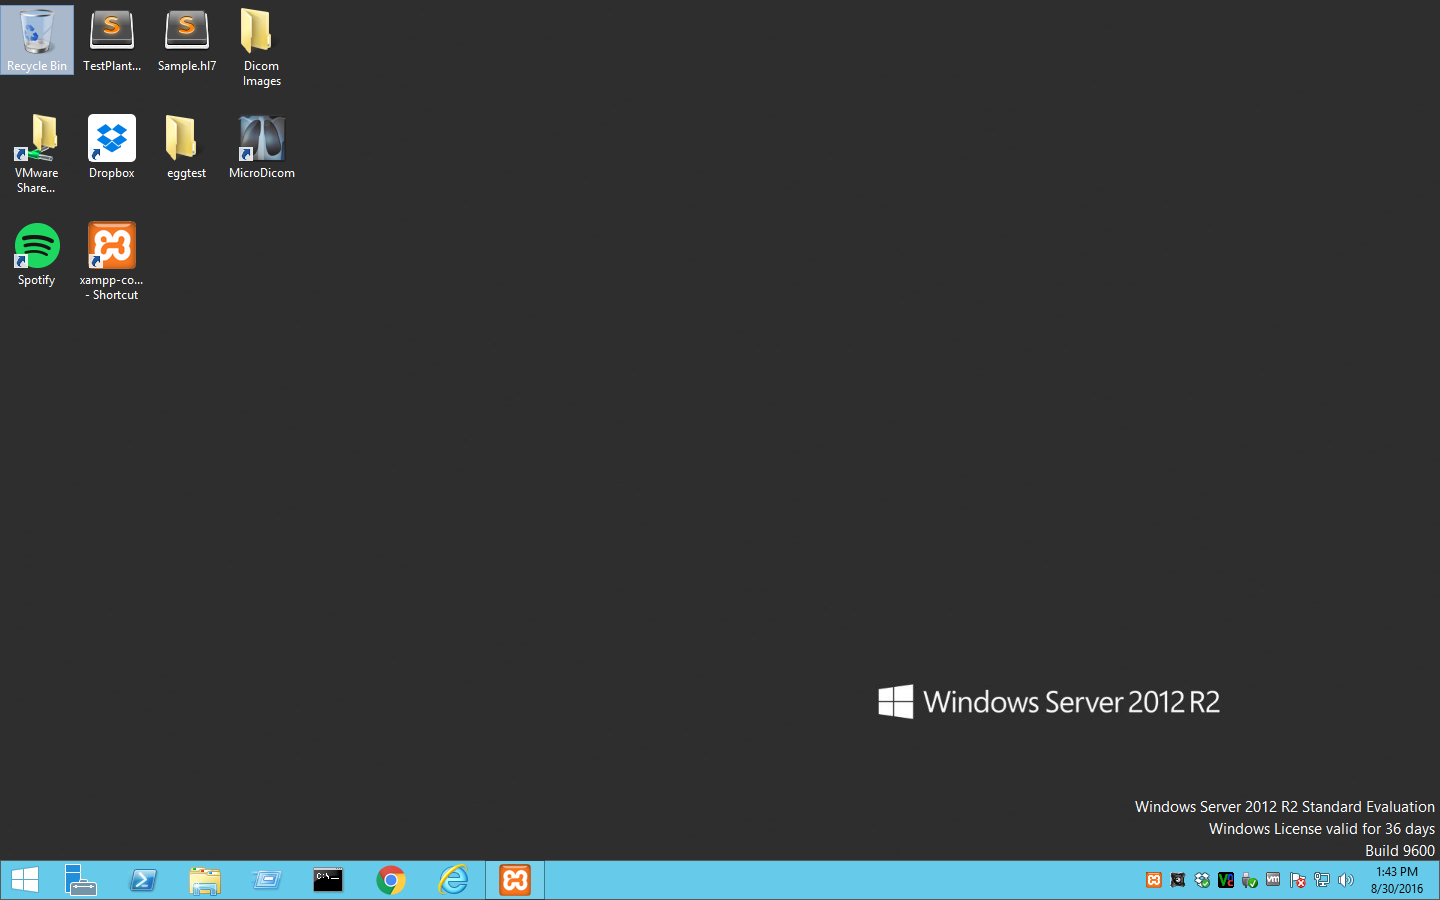 Recycle Bin
TestPlant...
Sample.hl7
Dicom
Images
VMware
Share...
Dropbox
eggtest
MicroDicom
Spotify
xampp-co...
- Shortcut
Windows Server 2012 R2
Windows Server 2012 R2 Standard Evaluation
Windows License valid for 36 days
Build 9600
1:43 PM
8/30/2016